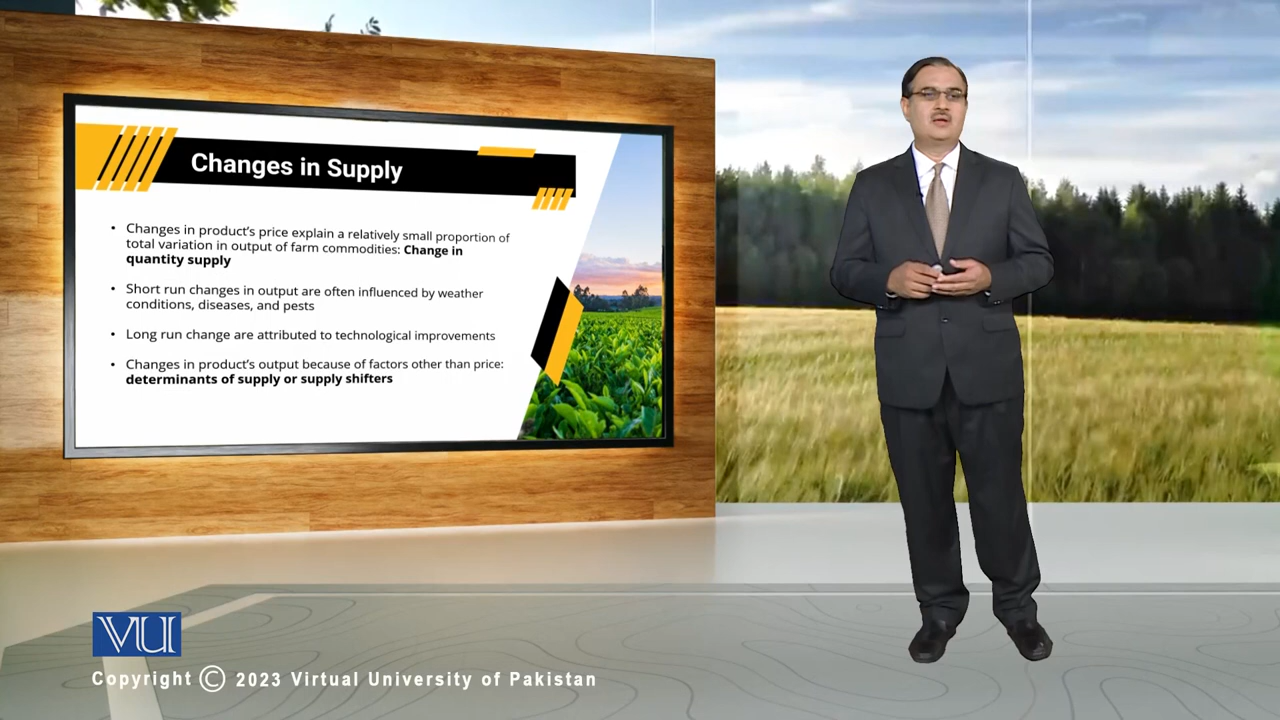 Changes in Supply
• Changes in product's price explain a relatively small proportion of
total variation in output of farm commodities: Change in
quantity supply
• Short run changes in output are often influenced by weather
conditions, diseases, and pests
• Long run change are attributed to technological improvements
• Changes in product's output because of factors other than price:
determinants of supply or supply shifters
VU
Copyright © 2023 Virtual University of Pakistan